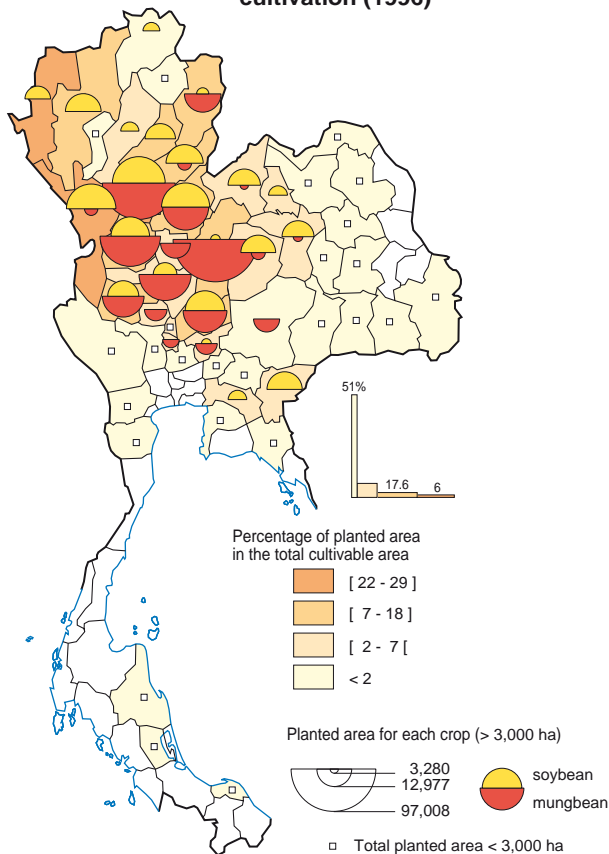 cultivation (1996)
51%
17.6
6
Percentage of planted area
in the total cultivable area
[ 22 - 29 ]
[ 7 - 18 ]
[ 2 - 7 [
< 2
Planted area for each crop (> 3,000 ha)
3,280
12,977
97,008
soybean
mungbean
Total planted area < 3,000 ha